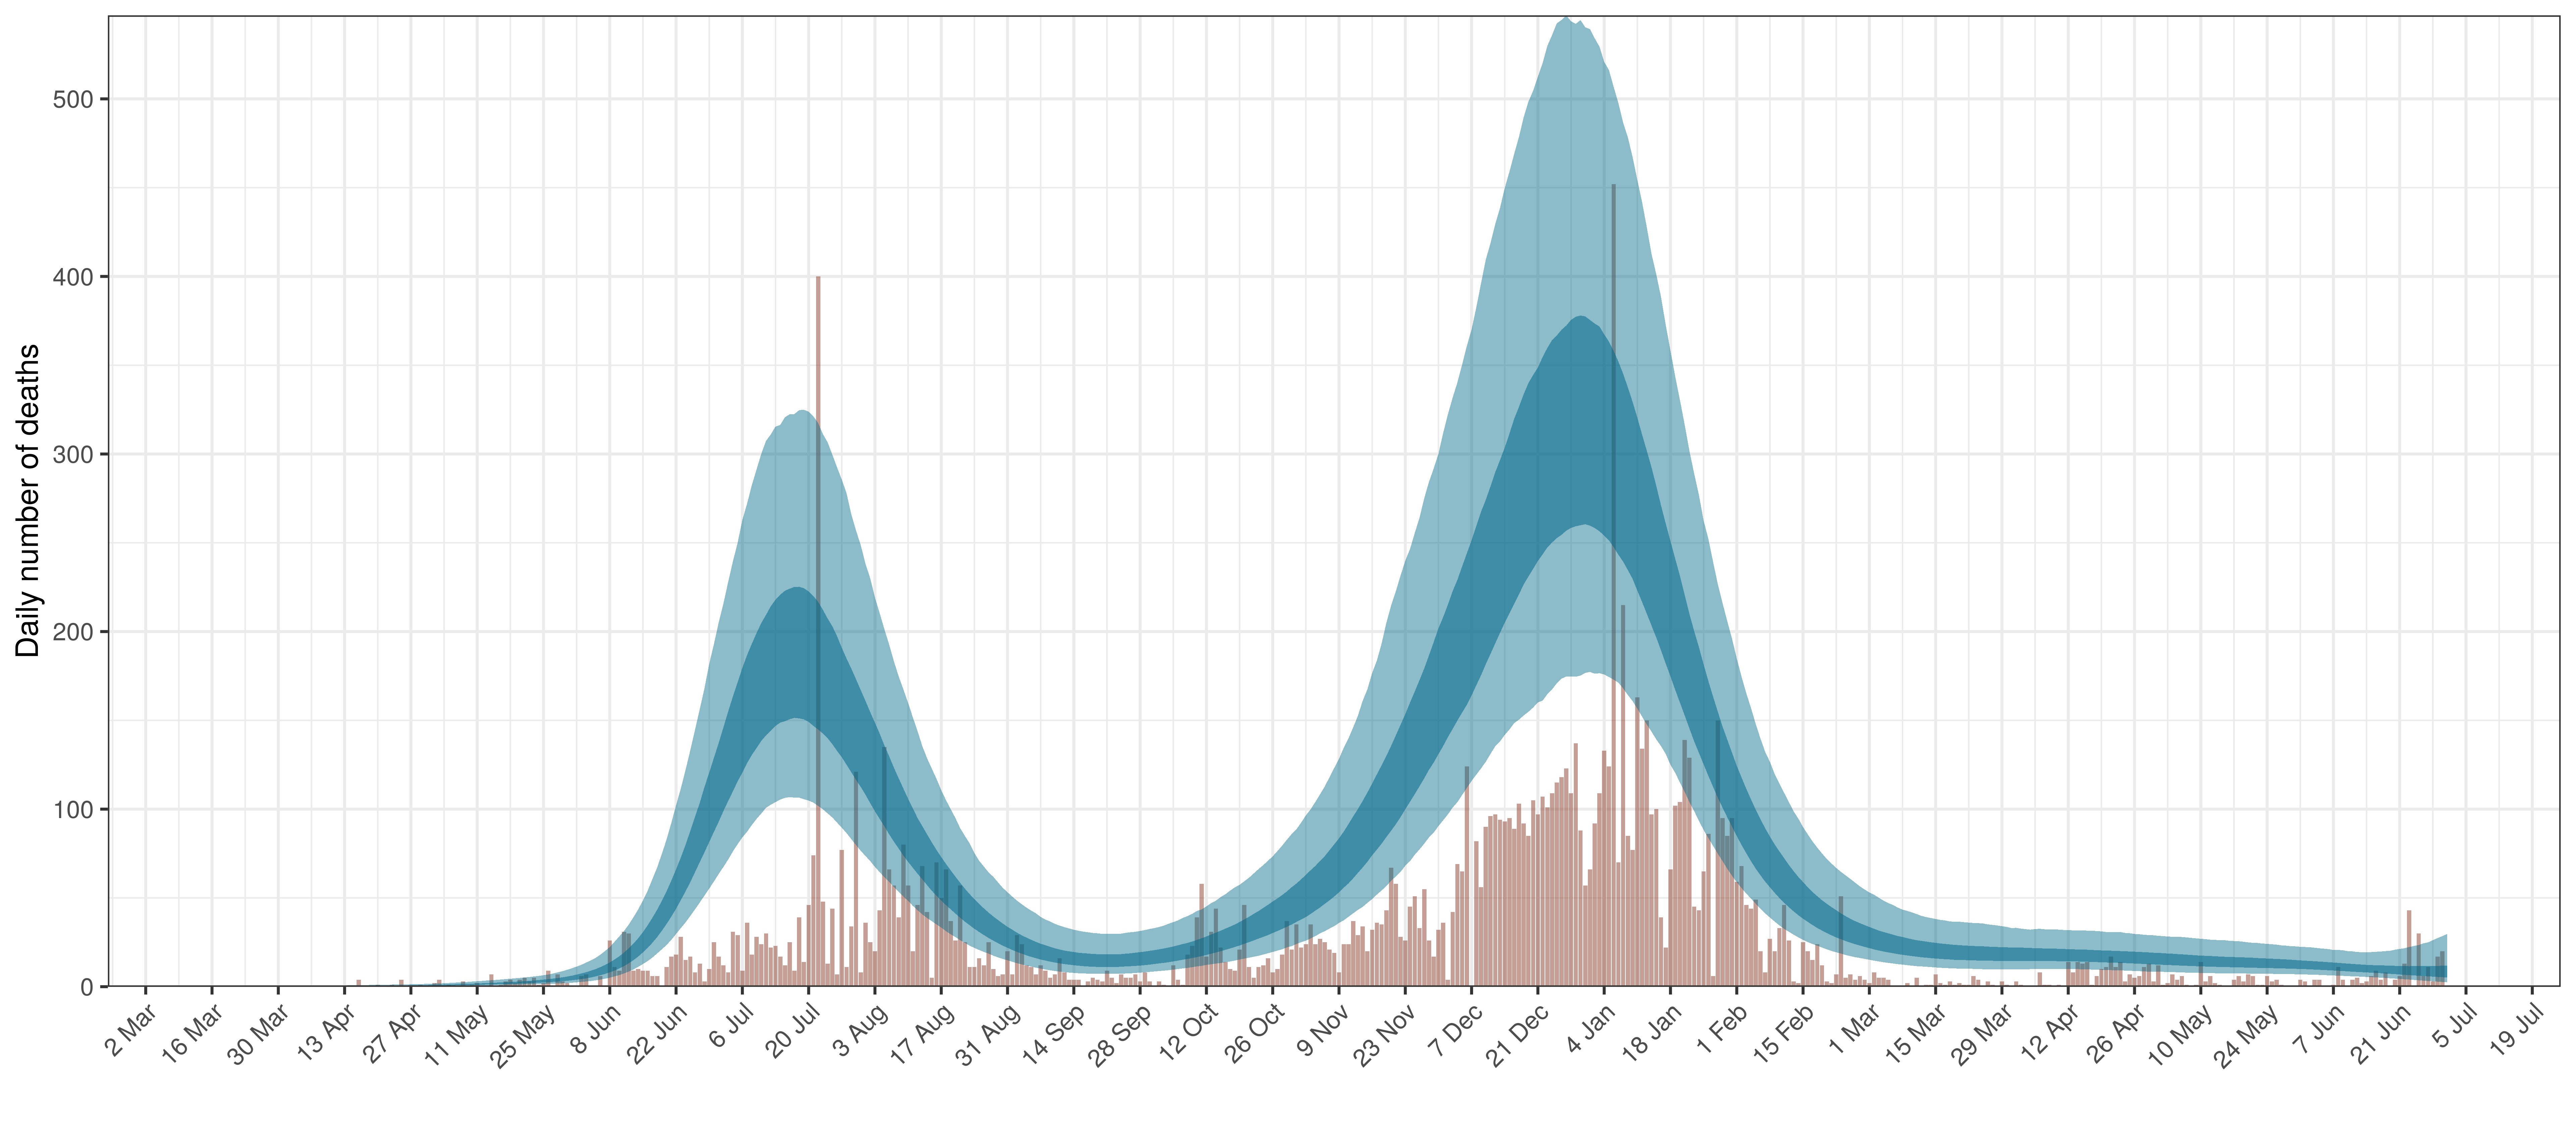 Daily number of deaths
500
400
300
200
100
0
2 Mar
16 Mar
30 Mar
13 Apr
27 Apr
11 May
25 May
8 Jun
22 Jun
6 Jul
20 Jul
3 Aug
17 Aug
31 Aug
14 Sep
28 Sep
12 Oct
26 Oct
9 Nov
23 Nov
7 Dec
21 Dec
4 Jan
18 Jan
1 Feb
15 Feb
1 Mar
15 Mar
29 Mar
12 Apr
26 Apr
10 May
24 May
7 Jun
21 Jun
5 Jul
19 Jul